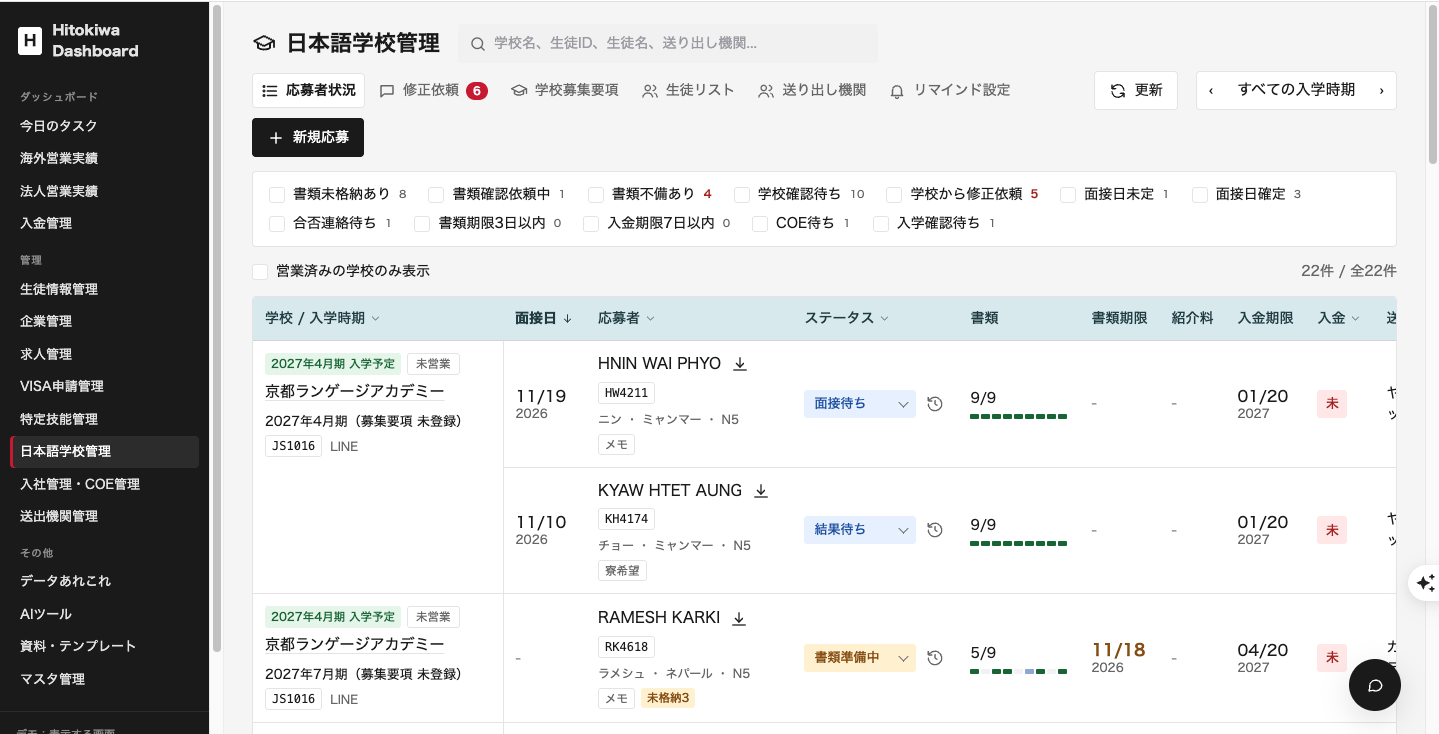 H
Hitokiwa
Dashboard
ダッシュボード
今日のタスク
海外営業実績
法人営業実績
入金管理
管理
生徒情報管理
企業管理
求人管理
VISA申請管理
特定技能管理
日本語学校管理
入社管理・COE管理
送出機関管理
その他
データあれこれ
AIツール
資料・テンプレート
マスタ管理
日本語学校管理
学校名、生徒ID、生徒名、送り出し機関...
応募者状況 修正依頼 6 学校募集要項 生徒リスト 送り出し機関 リマインド設定
更新 ‹ すべての入学時期 ›
+ 新規応募
書類未格納あり 8 書類確認依頼中 1 書類不備あり 4 学校確認待ち 10 学校から修正依頼 5 面接日未定 1 面接日確定 3
合否連絡待ち 1 書類期限3日以内 0 入金期限7日以内 0 COE待ち 1 入学確認待ち 1
営業済みの学校のみ表示 22件 / 全22件
学校 / 入学時期 面接日 ↓ 応募者 ステータス 書類 書類期限 紹介料 入金期限 入金
2027年4月期 入学予定 未営業
京都ランゲージアカデミー
2027年4月期（募集要項 未登録）
JS1016 LINE
11/19
2026
HNIN WAI PHYO
HW4211
ニン ・ ミャンマー ・ N5
メモ
面接待ち
9/9
-
-
01/20
2027
未
11/10
2026
KYAW HTET AUNG
KH4174
チョー ・ ミャンマー ・ N5
寮希望
結果待ち
9/9
-
-
01/20
2027
未
2027年4月期 入学予定 未営業
京都ランゲージアカデミー
2027年7月期（募集要項 未登録）
JS1016 LINE
-
RAMESH KARKI
RK4618
ラメシュ ・ ネパール ・ N5
メモ 未格納3
書類準備中
5/9
11/18
2026
-
04/20
2027
未